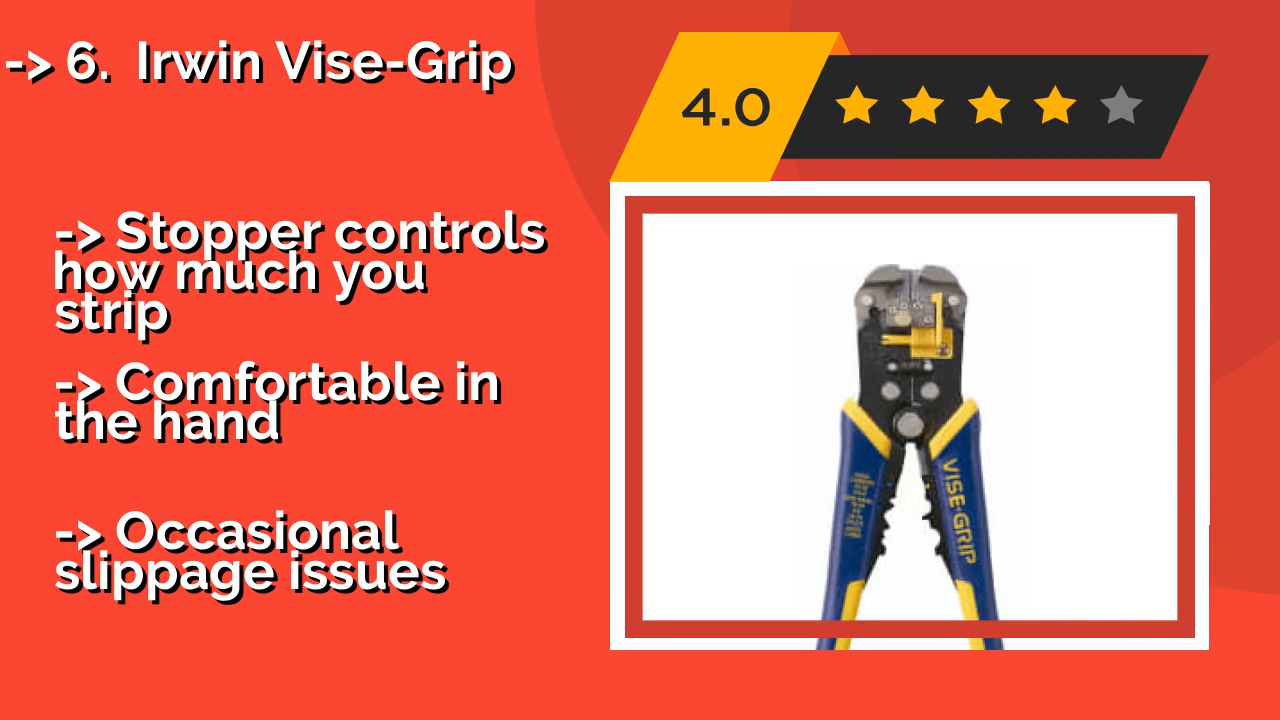 -> 6. Irwin Vise-Grip
4.0
-> Stopper controls
how much you
strip
-> Comfortable in
the hand
-> Occasional
slippage issues
VISE-GRIP